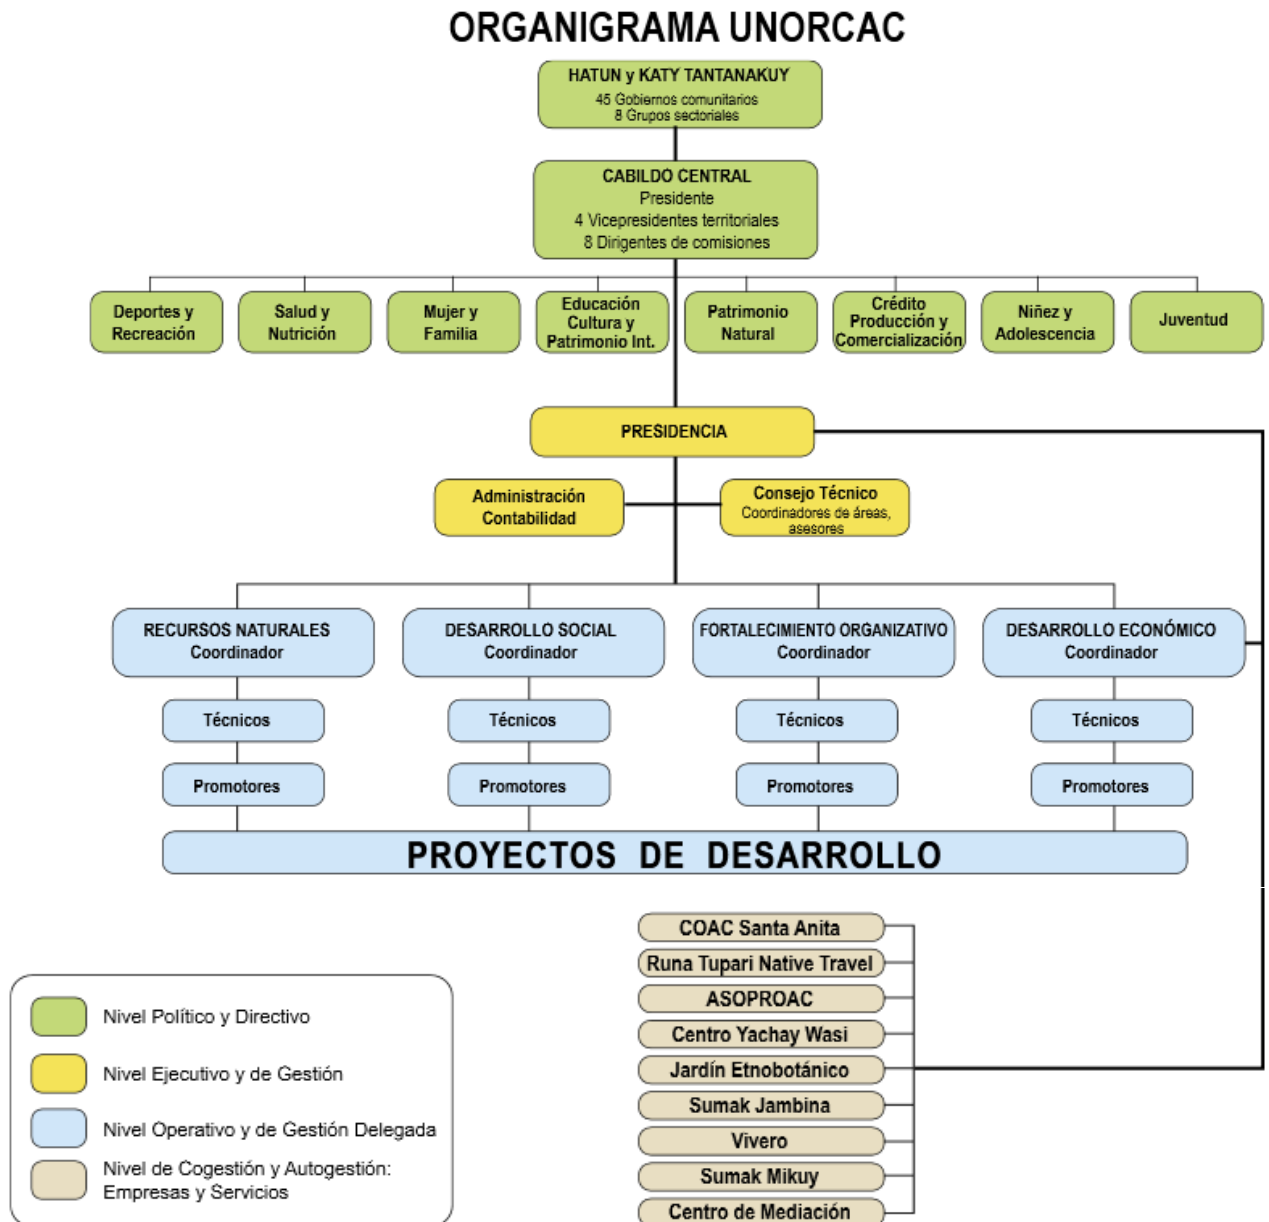 ORGANIGRAMA UNORCAC
HATUN y KATY TANTANAKUY
45 Gobiernos comunitarios
8 Grupos sectoriales
CABILDO CENTRAL
Presidente
4 Vicepresidentes territoriales
8 Dirigentes de comisiones
Deportes y
Recreación
Salud y
Nutrición
Mujer y
Familia
Educación
Cultura y
Patrimonio Int.
Patrimonio
Natural
Crédito
Producción y
Comercialización
Niñez y
Adolescencia
Juventud
PRESIDENCIA
Administración
Contabilidad
Consejo Técnico
Coordinadores de áreas,
asesores
RECURSOS NATURALES
Coordinador
DESARROLLO SOCIAL
Coordinador
FORTALECIMIENTO ORGANIZATIVO
Coordinador
DESARROLLO ECONÓMICO
Coordinador
Técnicos
Técnicos
Técnicos
Técnicos
Promotores
Promotores
Promotores
Promotores
PROYECTOS DE DESARROLLO
COAC Santa Anita
Runa Tupari Native Travel
ASOPROAC
Centro Yachay Wasi
Jardín Etnobotánico
Sumak Jambina
Vivero
Sumak Mikuy
Centro de Mediación
Nivel Político y Directivo
Nivel Ejecutivo y de Gestión
Nivel Operativo y de Gestión Delegada
Nivel de Cogestión y Autogestión:
Empresas y Servicios